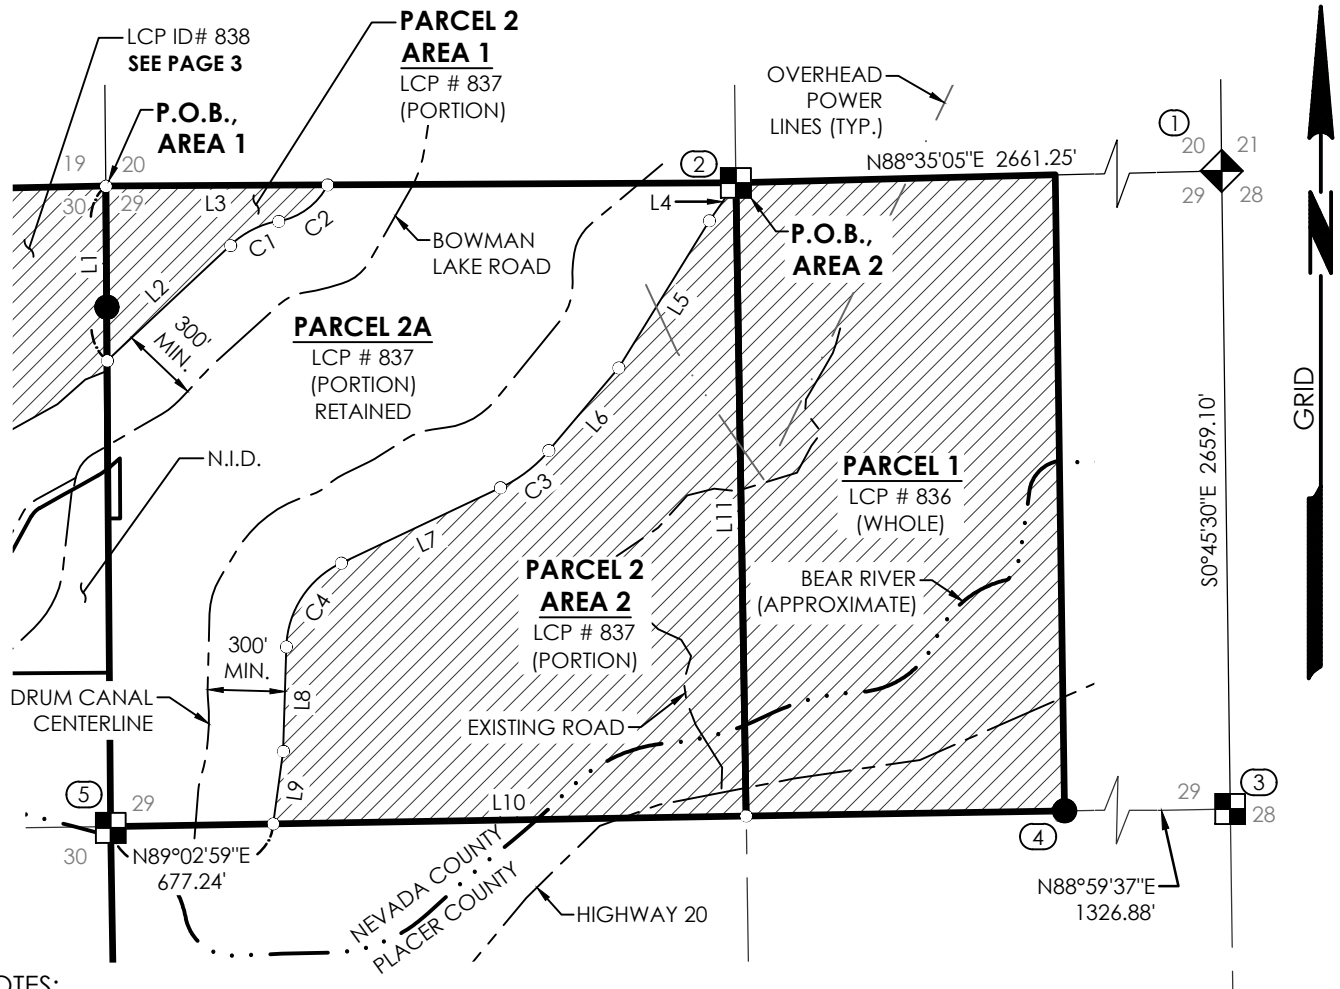 LCP ID# 838
SEE PAGE 3
PARCEL 2
AREA 1
LCP # 837
(PORTION)
P.O.B.,
AREA 1
OVERHEAD
POWER
LINES (TYP.)
1
20
21
29
28
19
20
30
29
2
N88°35'05"E 2661.25'
L3
L4
L1
C1
C2
L2
BOWMAN
LAKE ROAD
P.O.B.,
AREA 2
300'
MIN.
PARCEL 2A
LCP # 837
(PORTION)
RETAINED
L5
L6
C3
L7
C4
N.I.D.
L11
PARCEL 1
LCP # 836
(WHOLE)
S0°45'30"E 2659.10'
GRID
N
PARCEL 2
AREA 2
LCP # 837
(PORTION)
BEAR RIVER
(APPROXIMATE)
300'
MIN.
L8
DRUM CANAL
CENTERLINE
EXISTING ROAD
L9
L10
5
29
30
N89°02'59"E
677.24'
NEVADA COUNTY
PLACER COUNTY
HIGHWAY 20
4
3
29
28
N88°59'37"E
1326.88'
OTES: